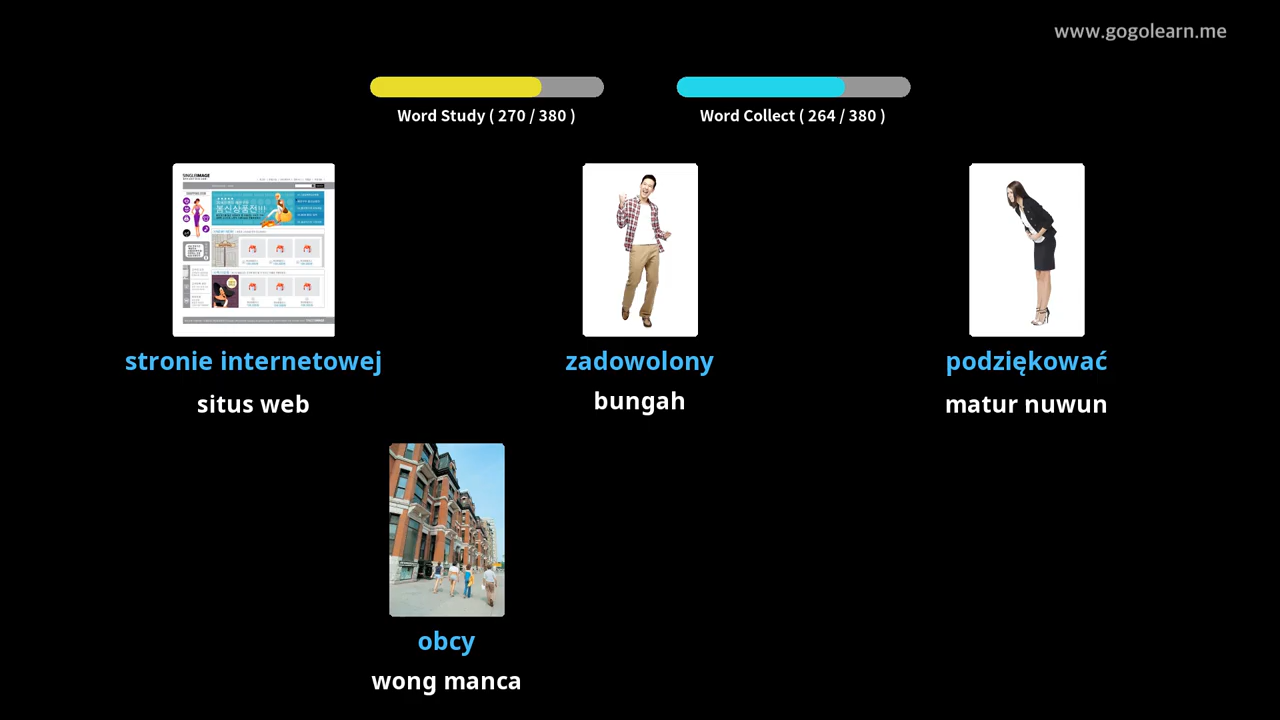 www.gogolearn.me
Word Study ( 270 / 380 )
Word Collect ( 264 / 380 )
stronie internetowej
situs web
zadowolony
bungah
podziękować
matur nuwun
obcy
wong manca